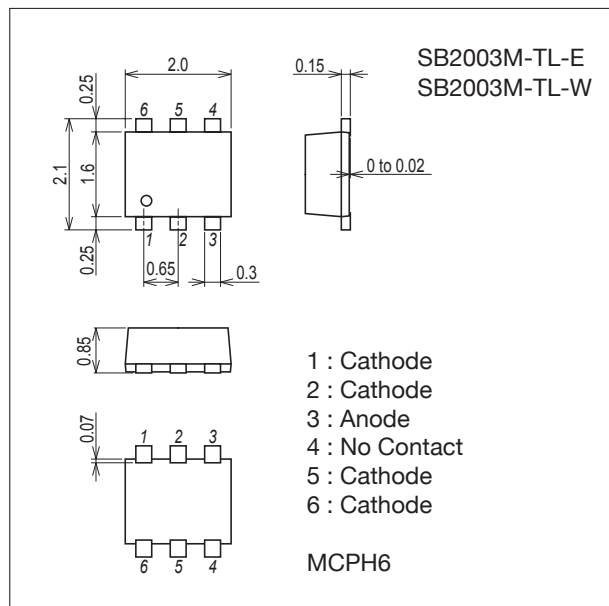 SB2003M-TL-E
SB2003M-TL-W
2.0
0.15
0.25
6 5 4
2.1
1.6
0 to 0.02
0.25
1 2 3
0.65
0.3
0.85
1 : Cathode
2 : Cathode
3 : Anode
4 : No Contact
5 : Cathode
6 : Cathode
0.07
1 2 3
6 5 4
MCPH6